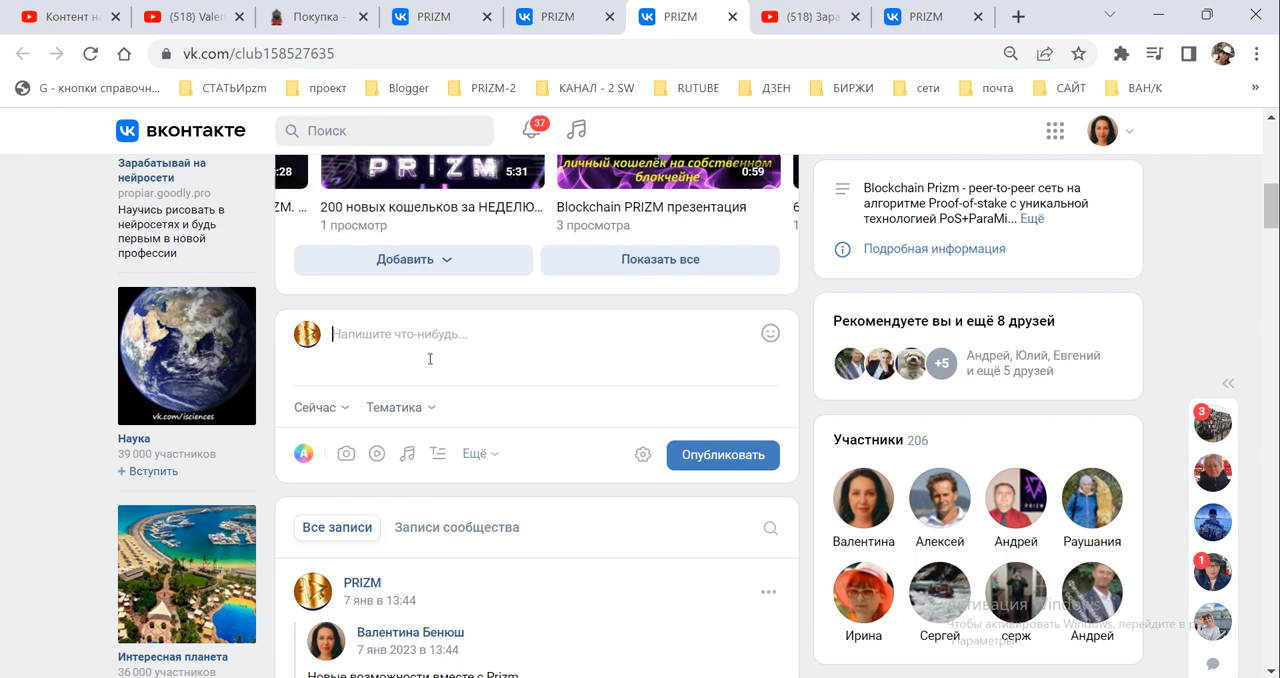 Контент на
(518) Valer
Покупка -
PRIZM
PRIZM
PRIZM
(518) Зара
PRIZM
vk.com/club158527635
G - кнопки справочн...
СТАТЬИpzm
проект
Blogger
PRIZM-2
КАНАЛ - 2 SW
RUTUBE
ДЗЕН
БИРЖИ
сети
почта
САЙТ
ВАН/К
»
ВКОНТАКТЕ
Поиск
37
Зарабатывай на
нейросети
propiar.goodly.pro
Научись рисовать в
нейросетях и будь
первым в новой
профессии
vk.com/isciences
Наука
39 000 участников
+ Вступить
Интересная планета
36 000 участников
:28
PRIZM
5:31
личный кошелёк на собственном
блокчейне
0:59
ZM. ...
200 новых кошельков за НЕДЕЛЮ...
1 просмотр
Blockchain PRIZM презентация
3 просмотра
Добавить
Показать все
Напишите что-нибудь...
Сейчас
Тематика
Ещё
Опубликовать
Все записи
Записи сообщества
PRIZM
7 янв в 13:44
Валентина Бенюш
7 янв 2023 в 13:44
Новые возможности вместе с Prizm
Blockchain Prizm - peer-to-peer сеть на
алгоритме Proof-of-stake с уникальной
технологией PoS+ParaMi... Ещё
Подробная информация
Рекомендуете вы и ещё 8 друзей
+5
Андрей, Юлий, Евгений
и ещё 5 друзей
Участники 206
Валентина
Алексей
Андрей
Раушания
Ирина
Сергей
серж
Андрей
Активация Windows
Чтобы активировать Windows, перейдите в р
"Параметры".
3
1